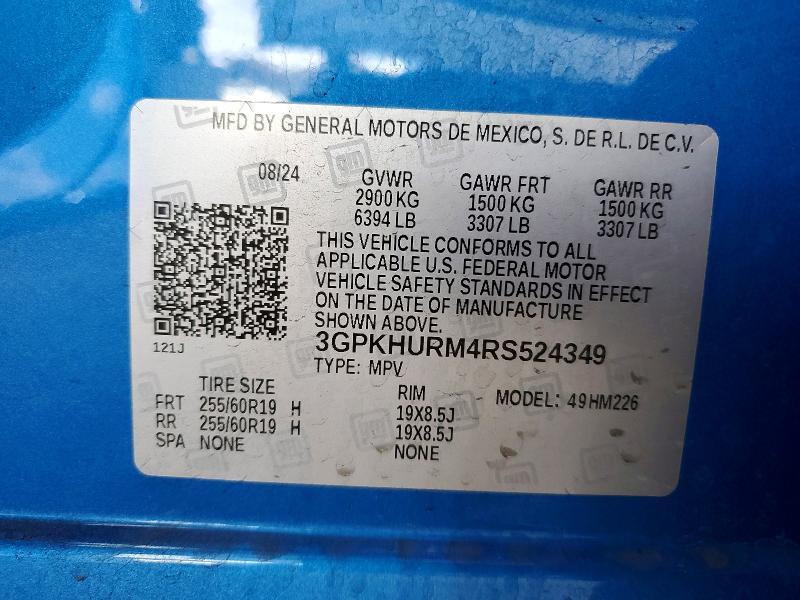 MFD BY GENERAL MOTORS DE MEXICO, S. DE R.L. DE C.V.
08/24
GVWR GAWR FRT GAWR RR
2900 KG 1500 KG 1500 KG
6394 LB 3307 LB 3307 LB
THIS VEHICLE CONFORMS TO ALL
APPLICABLE U.S. FEDERAL MOTOR
VEHICLE SAFETY STANDARDS IN EFFECT
ON THE DATE OF MANUFACTURE
SHOWN ABOVE.
121J
3GPKHURM4RS524349
TYPE: MPV
TIRE SIZE RIM MODEL: 49HM226
FRT 255/60R19 H 19X8.5J
RR 255/60R19 H 19X8.5J
SPA NONE NONE